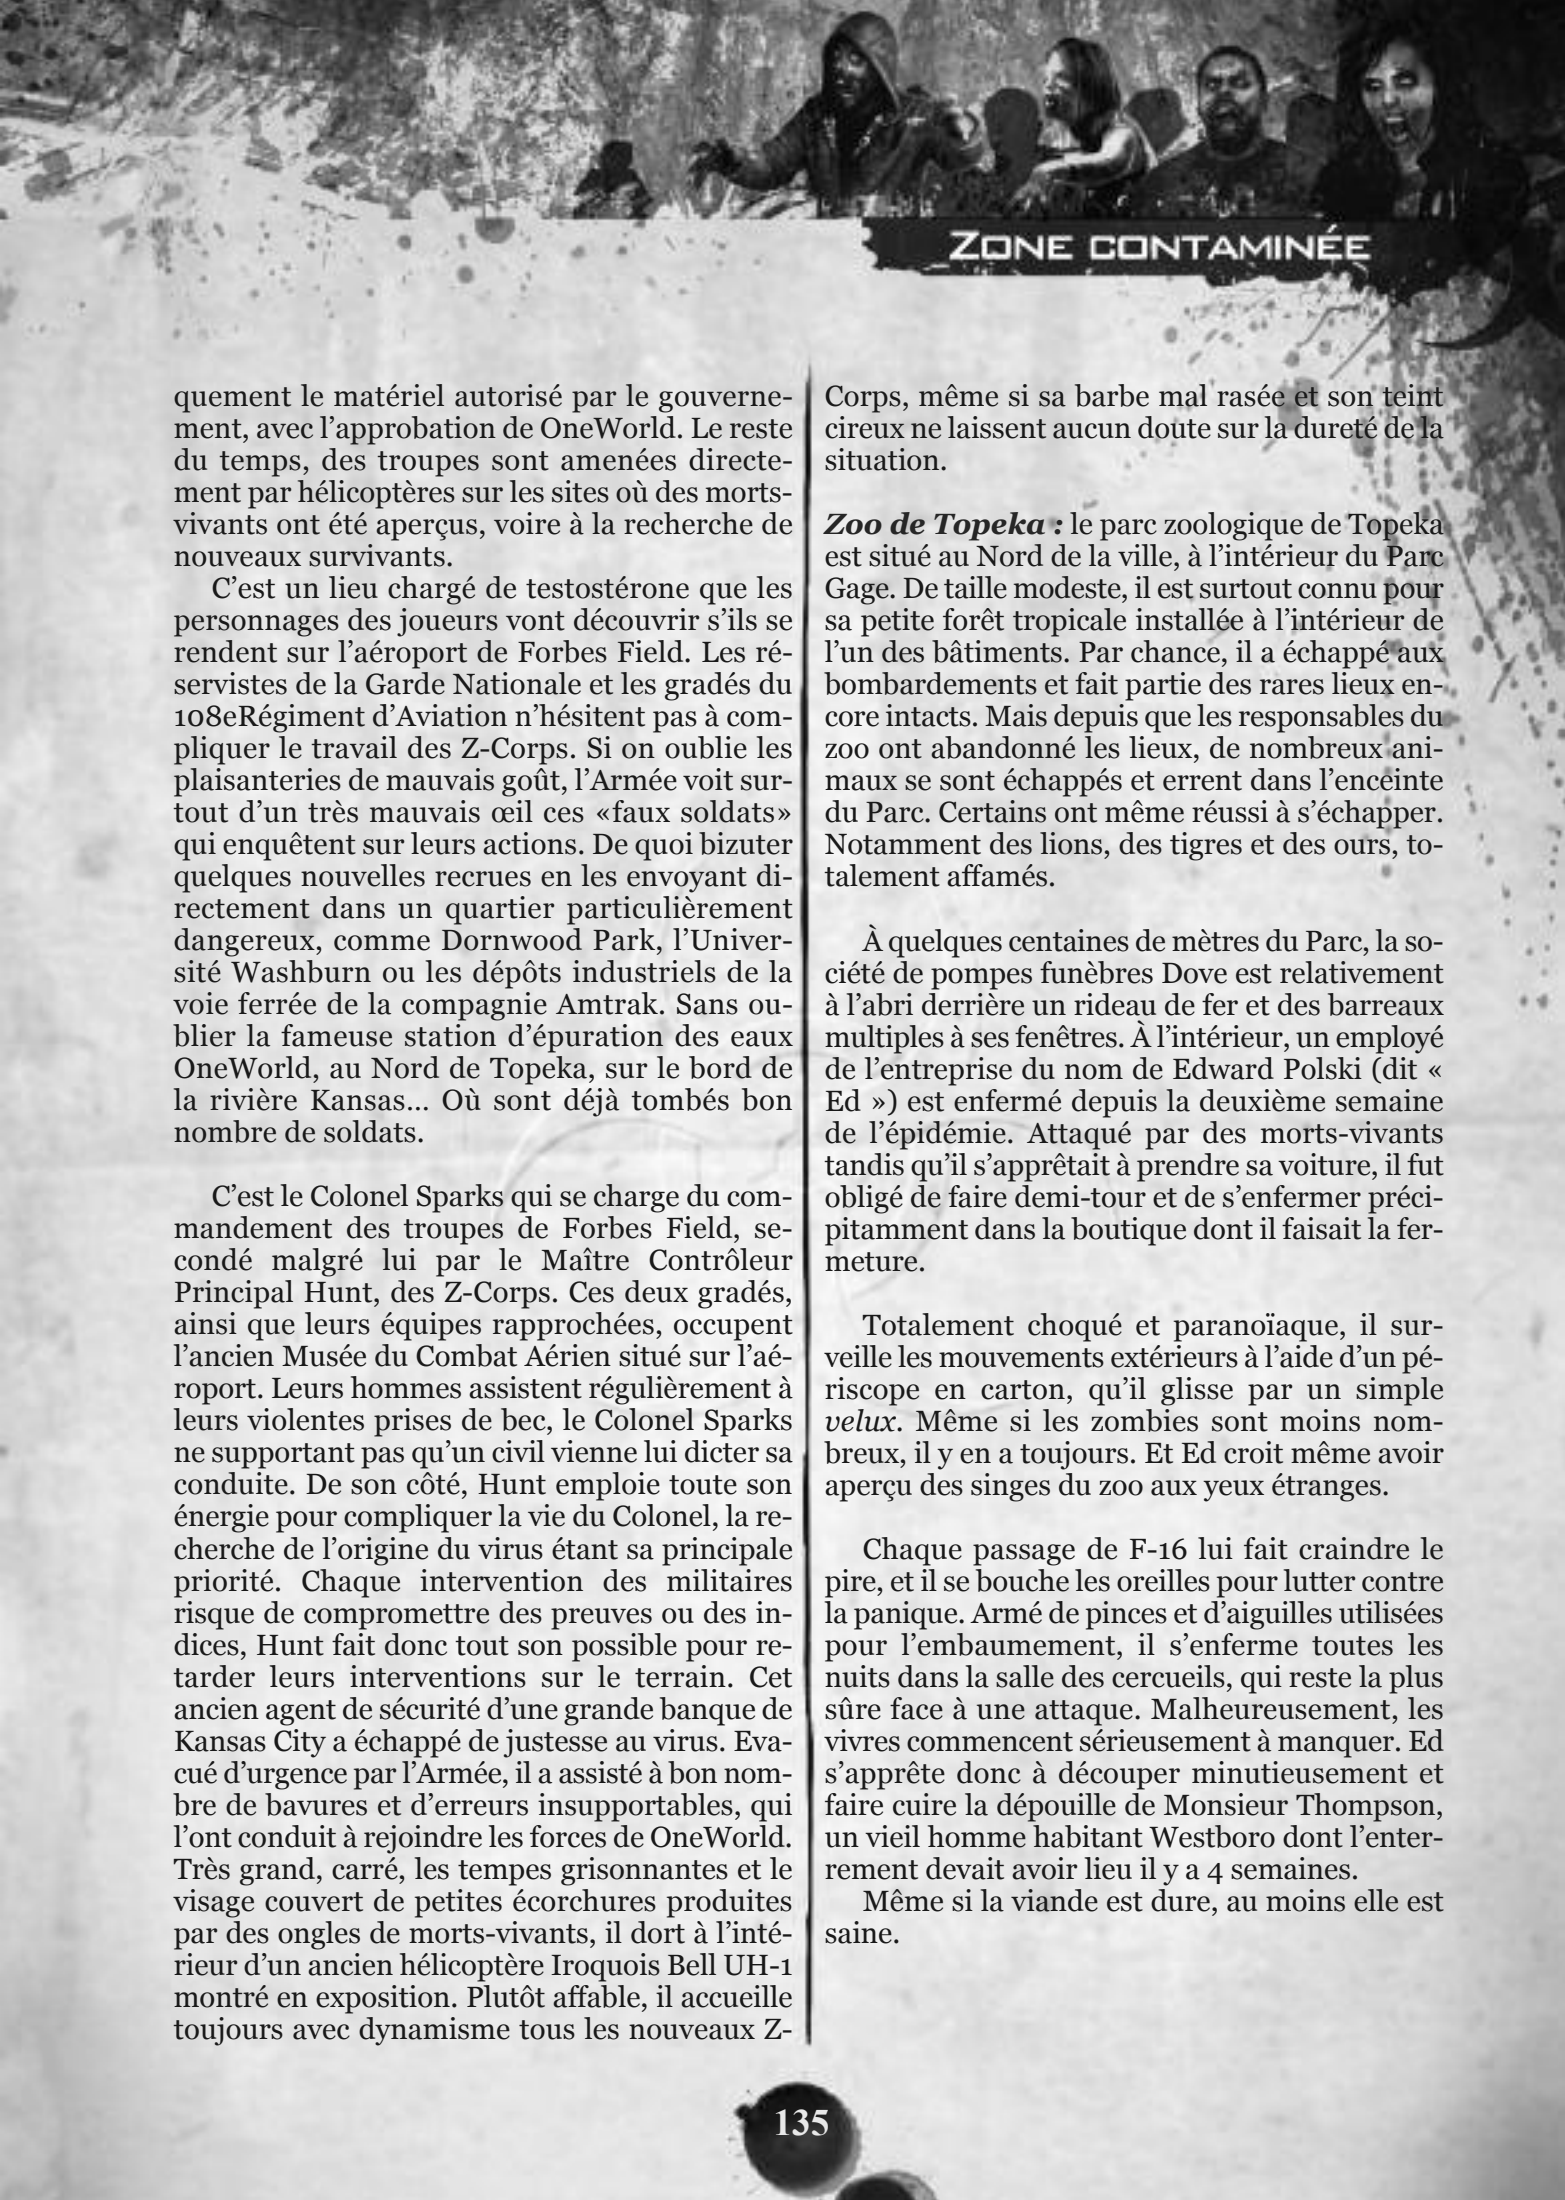 ZONE CONTAMINÉE
quement le matériel autorisé par le gouverne-
ment, avec l'approbation de OneWorld. Le reste
du temps, des troupes sont amenées directe-
ment par hélicoptères sur les sites où des morts-
vivants ont été aperçus, voire à la recherche de
nouveaux survivants.
C'est un lieu chargé de testostérone que les
personnages des joueurs vont découvrir s'ils se
rendent sur l'aéroport de Forbes Field. Les ré-
servistes de la Garde Nationale et les gradés du
108eRégiment d'Aviation n'hésitent pas à com-
pliquer le travail des Z-Corps. Si on oublie les
plaisanteries de mauvais goût, l'Armée voit sur-
tout d'un très mauvais œil ces «faux soldats»
qui enquêtent sur leurs actions. De quoi bizuter
quelques nouvelles recrues en les envoyant di-
rectement dans un quartier particulièrement
dangereux, comme Dornwood Park, l'Univer-
sité Washburn ou les dépôts industriels de la
voie ferrée de la compagnie Amtrak. Sans ou-
blier la fameuse station d'épuration des eaux
OneWorld, au Nord de Topeka, sur le bord de
la rivière Kansas... Où sont déjà tombés bon
nombre de soldats.
C'est le Colonel Sparks qui se charge du com-
mandement des troupes de Forbes Field, se-
condé malgré lui par le Maître Contrôleur
Principal Hunt, des Z-Corps. Ces deux gradés,
ainsi que leurs équipes rapprochées, occupent
l'ancien Musée du Combat Aérien situé sur l'aé-
roport. Leurs hommes assistent régulièrement à
leurs violentes prises de bec, le Colonel Sparks
ne supportant pas qu'un civil vienne lui dicter sa
conduite. De son côté, Hunt emploie toute son
énergie pour compliquer la vie du Colonel, la re-
cherche de l'origine du virus étant sa principale
priorité. Chaque intervention des militaires
risque de compromettre des preuves ou des in-
dices, Hunt fait donc tout son possible pour re-
tarder leurs interventions sur le terrain. Cet
ancien agent de sécurité d'une grande banque de
Kansas City a échappé de justesse au virus. Eva-
cué d'urgence par l'Armée, il a assisté à bon nom-
bre de bavures et d'erreurs insupportables, qui
l'ont conduit à rejoindre les forces de OneWorld.
Très grand, carré, les tempes grisonnantes et le
visage couvert de petites écorchures produites
par des ongles de morts-vivants, il dort à l'inté-
rieur d'un ancien hélicoptère Iroquois Bell UH-1
montré en exposition. Plutôt affable, il accueille
toujours avec dynamisme tous les nouveaux Z-
Corps, même si sa barbe mal rasée et son teint
cireux ne laissent aucun doute sur la dureté de la
situation.
Zoo de Topeka : le parc zoologique de Topeka
est situé au Nord de la ville, à l'intérieur du Parc
Gage. De taille modeste, il est surtout connu pour
sa petite forêt tropicale installée à l'intérieur de
l'un des bâtiments. Par chance, il a échappé aux
bombardements et fait partie des rares lieux en-
core intacts. Mais depuis que les responsables du
zoo ont abandonné les lieux, de nombreux ani-
maux se sont échappés et errent dans l'enceinte
du Parc. Certains ont même réussi à s'échapper.
Notamment des lions, des tigres et des ours, to-
talement affamés.
À quelques centaines de mètres du Parc, la so-
ciété de pompes funèbres Dove est relativement
à l'abri derrière un rideau de fer et des barreaux
multiples à ses fenêtres. À l'intérieur, un employé
de l'entreprise du nom de Edward Polski (dit «
Ed ») est enfermé depuis la deuxième semaine
de l'épidémie. Attaqué par des morts-vivants
tandis qu'il s'apprêtait à prendre sa voiture, il fut
obligé de faire demi-tour et de s'enfermer préci-
pitamment dans la boutique dont il faisait la fer-
meture.
Totalement choqué et paranoïaque, il sur-
veille les mouvements extérieurs à l'aide d'un pé-
riscope en carton, qu'il glisse par un simple
velux. Même si les zombies sont moins nom-
breux, il y en a toujours. Et Ed croit même avoir
aperçu des singes du zoo aux yeux étranges.
Chaque passage de F-16 lui fait craindre le
pire, et il se bouche les oreilles pour lutter contre
la panique. Armé de pinces et d'aiguilles utilisées
pour l'embaumement, il s'enferme toutes les
nuits dans la salle des cercueils, qui reste la plus
sûre face à une attaque. Malheureusement, les
vivres commencent sérieusement à manquer. Ed
s'apprête donc à découper minutieusement et
faire cuire la dépouille de Monsieur Thompson,
un vieil homme habitant Westboro dont l'enter-
rement devait avoir lieu il y a 4 semaines.
Même si la viande est dure, au moins elle est
saine.
135